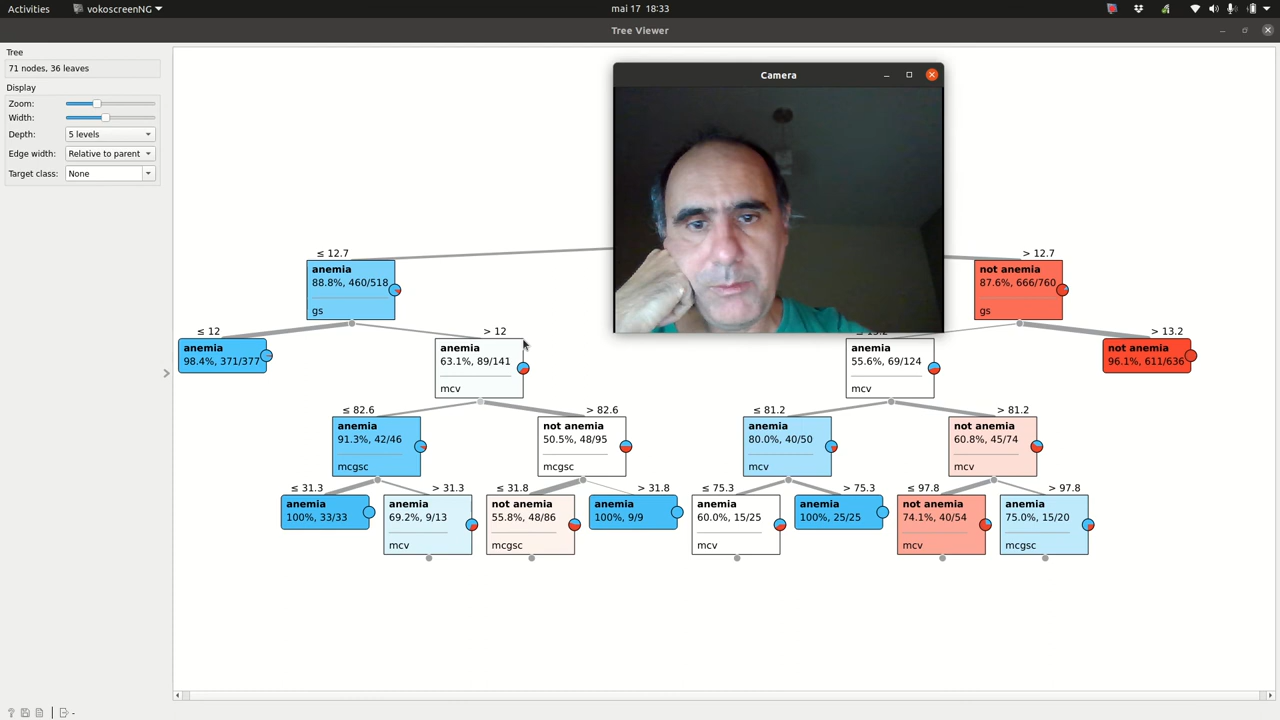 Activities
vokoscreenNG
mai 17 18:33
Tree Viewer
Tree
71 nodes, 36 leaves
Display
Zoom:
Width:
Depth: 5 levels
Edge width: Relative to parent
Target class: None
Camera
≤ 12.7
> 12.7
anemia
88.8%, 460/518
gs
not anemia
87.6%, 666/760
gs
≤ 12
> 12
> 13.2
anemia
98.4%, 371/377
anemia
63.1%, 89/141
mcv
anemia
55.6%, 69/124
mcv
not anemia
96.1%, 611/636
≤ 82.6
> 82.6
≤ 81.2
> 81.2
anemia
91.3%, 42/46
mcgsc
not anemia
50.5%, 48/95
mcgsc
anemia
80.0%, 40/50
mcv
not anemia
60.8%, 45/74
mcv
≤ 31.3
> 31.3
≤ 31.8
> 31.8
≤ 75.3
> 75.3
≤ 97.8
> 97.8
anemia
100%, 33/33
anemia
69.2%, 9/13
mcv
not anemia
55.8%, 48/86
mcgsc
anemia
100%, 9/9
anemia
60.0%, 15/25
mcv
anemia
100%, 25/25
not anemia
74.1%, 40/54
mcv
anemia
75.0%, 15/20
mcgsc